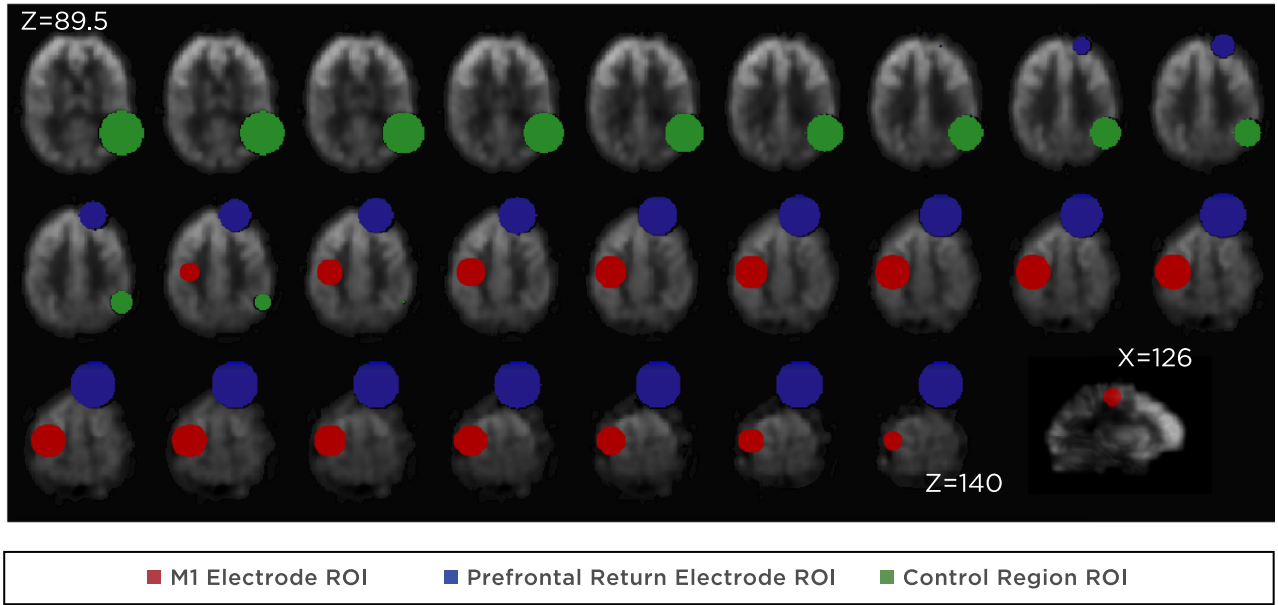 Z=89.5
X=126
Z=140
M1 Electrode ROI
Prefrontal Return Electrode ROI
Control Region ROI